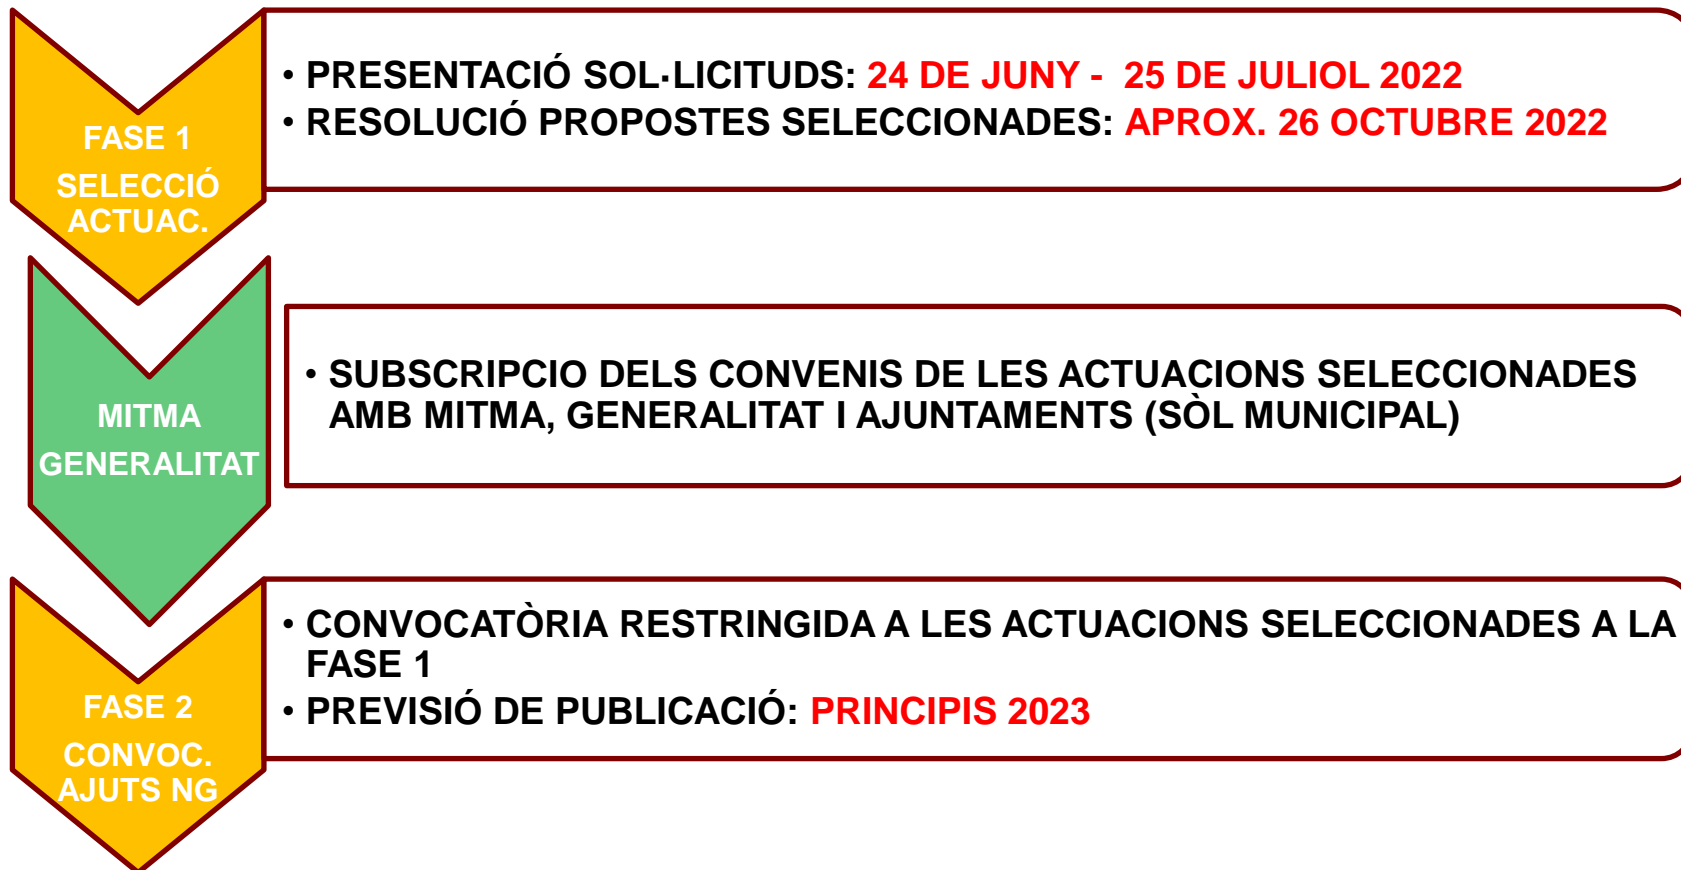 FASE 1
SELECCIÓ
ACTUAC.
• PRESENTACIÓ SOL·LICITUDS: 24 DE JUNY - 25 DE JULIOL 2022
• RESOLUCIÓ PROPOSTES SELECCIONADES: APROX. 26 OCTUBRE 2022
MITMA
GENERALITAT
• SUBSCRIPCIO DELS CONVENIS DE LES ACTUACIONS SELECCIONADES
AMB MITMA, GENERALITAT I AJUNTAMENTS (SÒL MUNICIPAL)
FASE 2
CONVOC.
AJUTS NG
• CONVOCATÒRIA RESTRINGIDA A LES ACTUACIONS SELECCIONADES A LA
FASE 1
• PREVISIÓ DE PUBLICACIÓ: PRINCIPIS 2023